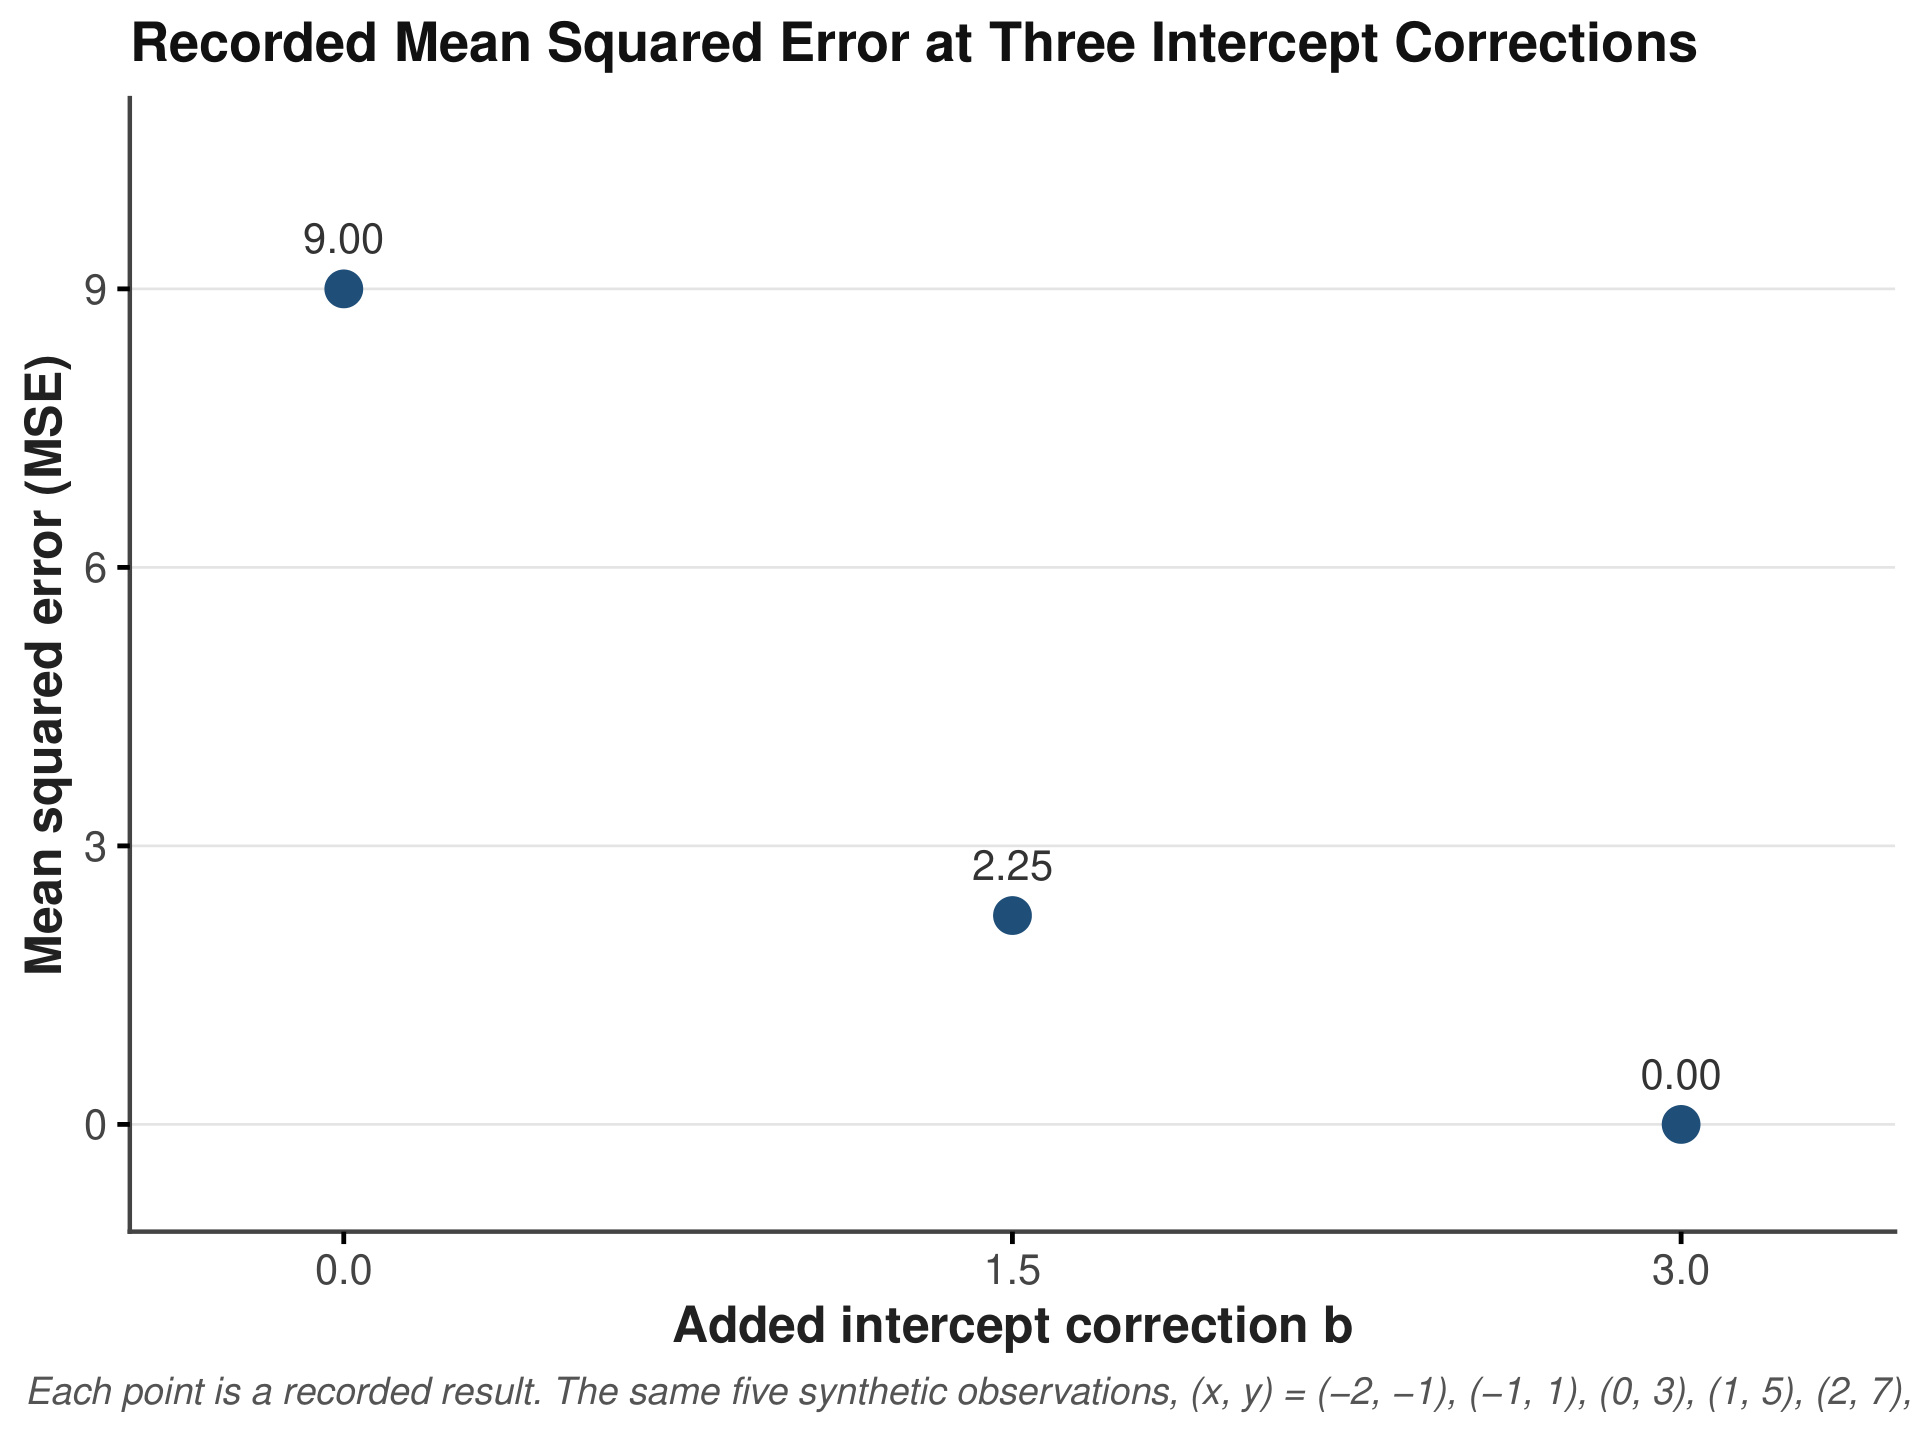 Recorded Mean Squared Error at Three Intercept Corrections
9.00
9
6
3
2.25
0.00
0
Mean squared error (MSE)
0.0
1.5
3.0
Added intercept correction b
Each point is a recorded result. The same five synthetic observations, (x, y) = (−2, −1), (−1, 1), (0, 3), (1, 5), (2, 7),